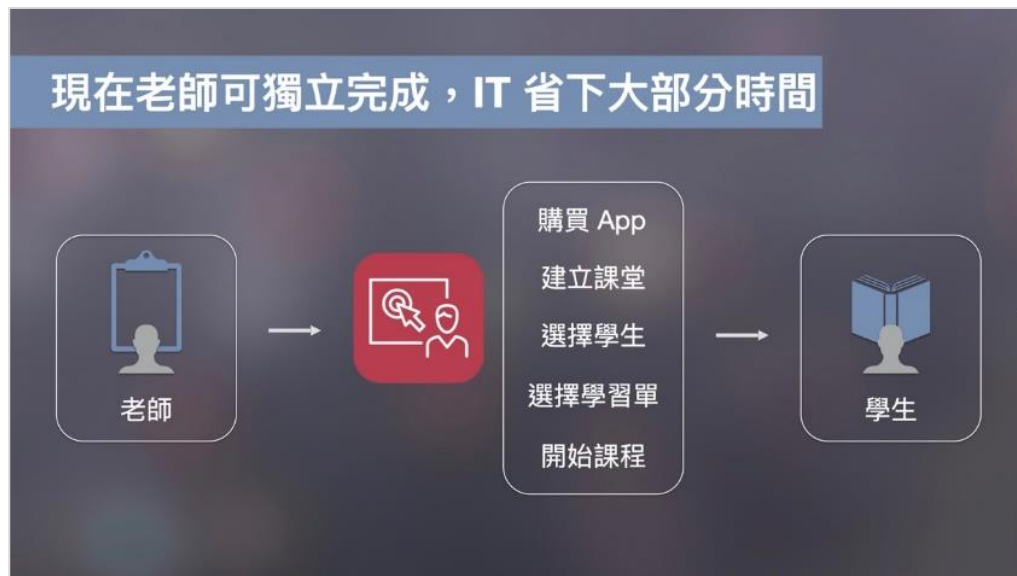 現在老師可獨立完成，IT 省下大部分時間
老師
購買 App
建立課堂
選擇學生
選擇學習單
開始課程
學生